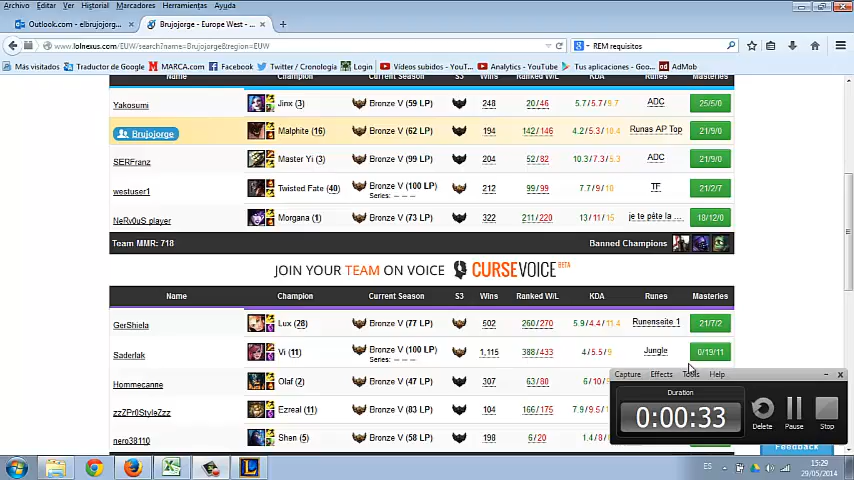 Archivo Editar Ver Historial Marcadores Herramientas Ayuda
Outlook.com - elbrujojorg... Brujojorge - Europe West - ...
www.lolnexus.com/EUW/search?name=Brujojorge&region=EUW REM requisitos
Más visitados Traductor de Google MARCA.com Facebook Twitter / Cronología Login Vídeos subidos - YouT... Analytics - YouTube Tus aplicaciones - Goo... AdMob
Name Champion Current Season S3 Wins Ranked W/L KDA Runes Masteries
Yakosumi Jinx (3) Bronze V (59 LP) 248 20/46 5.7/5.7/9.7 ADC 25/5/0
Brujojorge Malphite (16) Bronze V (62 LP) 194 142/146 4.2/5.3/10.4 Runas AP Top 21/9/0
SERFranz Master Yi (3) Bronze V (99 LP) 204 52/82 10.3/7.3/5.3 ADC 21/9/0
westuser1 Twisted Fate (40) Bronze V (100 LP) 212 99/99 7.7/9/10 TF 21/2/7
Series: – – –
NeRv0uS player Morgana (1) Bronze V (73 LP) 322 211/220 13/11/15 je te pête la ... 18/12/0
Team MMR: 718 Banned Champions
JOIN YOUR TEAM ON VOICE CURSEVOICE BETA
Name Champion Current Season S3 Wins Ranked W/L KDA Runes Masteries
GerShiela Lux (28) Bronze V (77 LP) 502 260/270 5.9/4.4/11.4 Runenseite 1 21/7/2
Saderlak Vi (11) Bronze V (100 LP) 1,115 388/433 4/5.5/9 Jungle 0/19/11
Series: – – –
Hommecanne Olaf (2) Bronze V (47 LP) 307 63/80 6/10
zzZPr0StyleZzz Ezreal (11) Bronze V (83 LP) 104 166/175 7.9/9.5/
nero38110 Shen (5) Bronze V (58 LP) 198 6/20 1.4/8/
Capture Effects Tools Help
Duration
0:00:33
Delete Pause Stop
Feedback
ES 15:29
29/05/2014